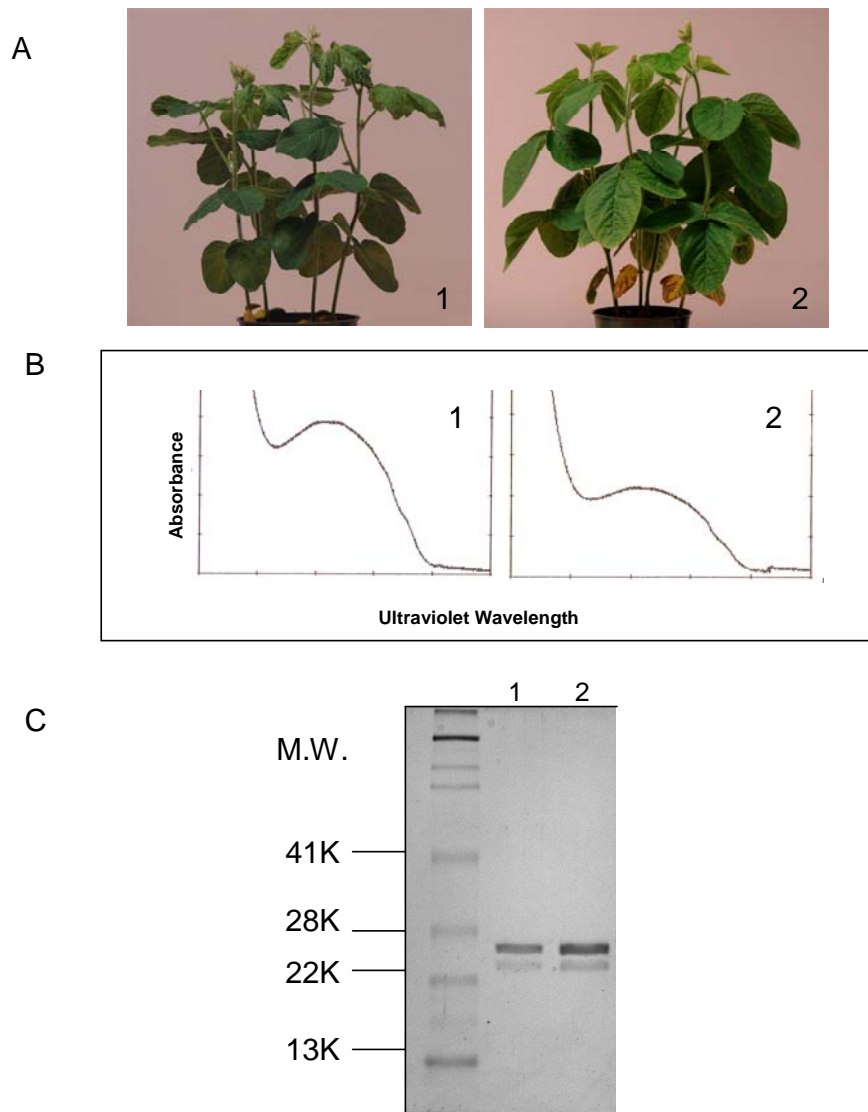 A
1
2
B
1
2
Absorbance
Ultraviolet Wavelength
C
1 2
M.W.
41K
28K
22K
13K